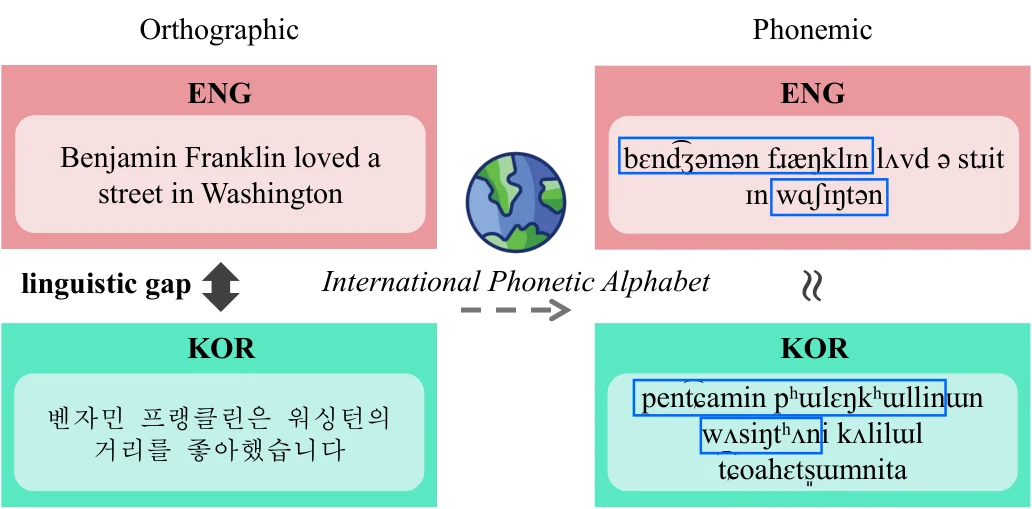 Orthographic
Phonemic
ENG
Benjamin Franklin loved a
street in Washington
ENG
bɛnd͡ʒəmən fɹæŋklɪn lʌvd ə stɹit
ɪn wɑʃɪŋtən
linguistic gap
International Phonetic Alphabet
≈
KOR
벤자민 프랭클린은 워싱턴의
거리를 좋아했습니다
KOR
pent͡ɕamin pʰɯlɛŋkʰɯllinɯn
wʌsiŋtʰʌni kʌlilɯl
t͡ɕoahɛts͈ɯmnita